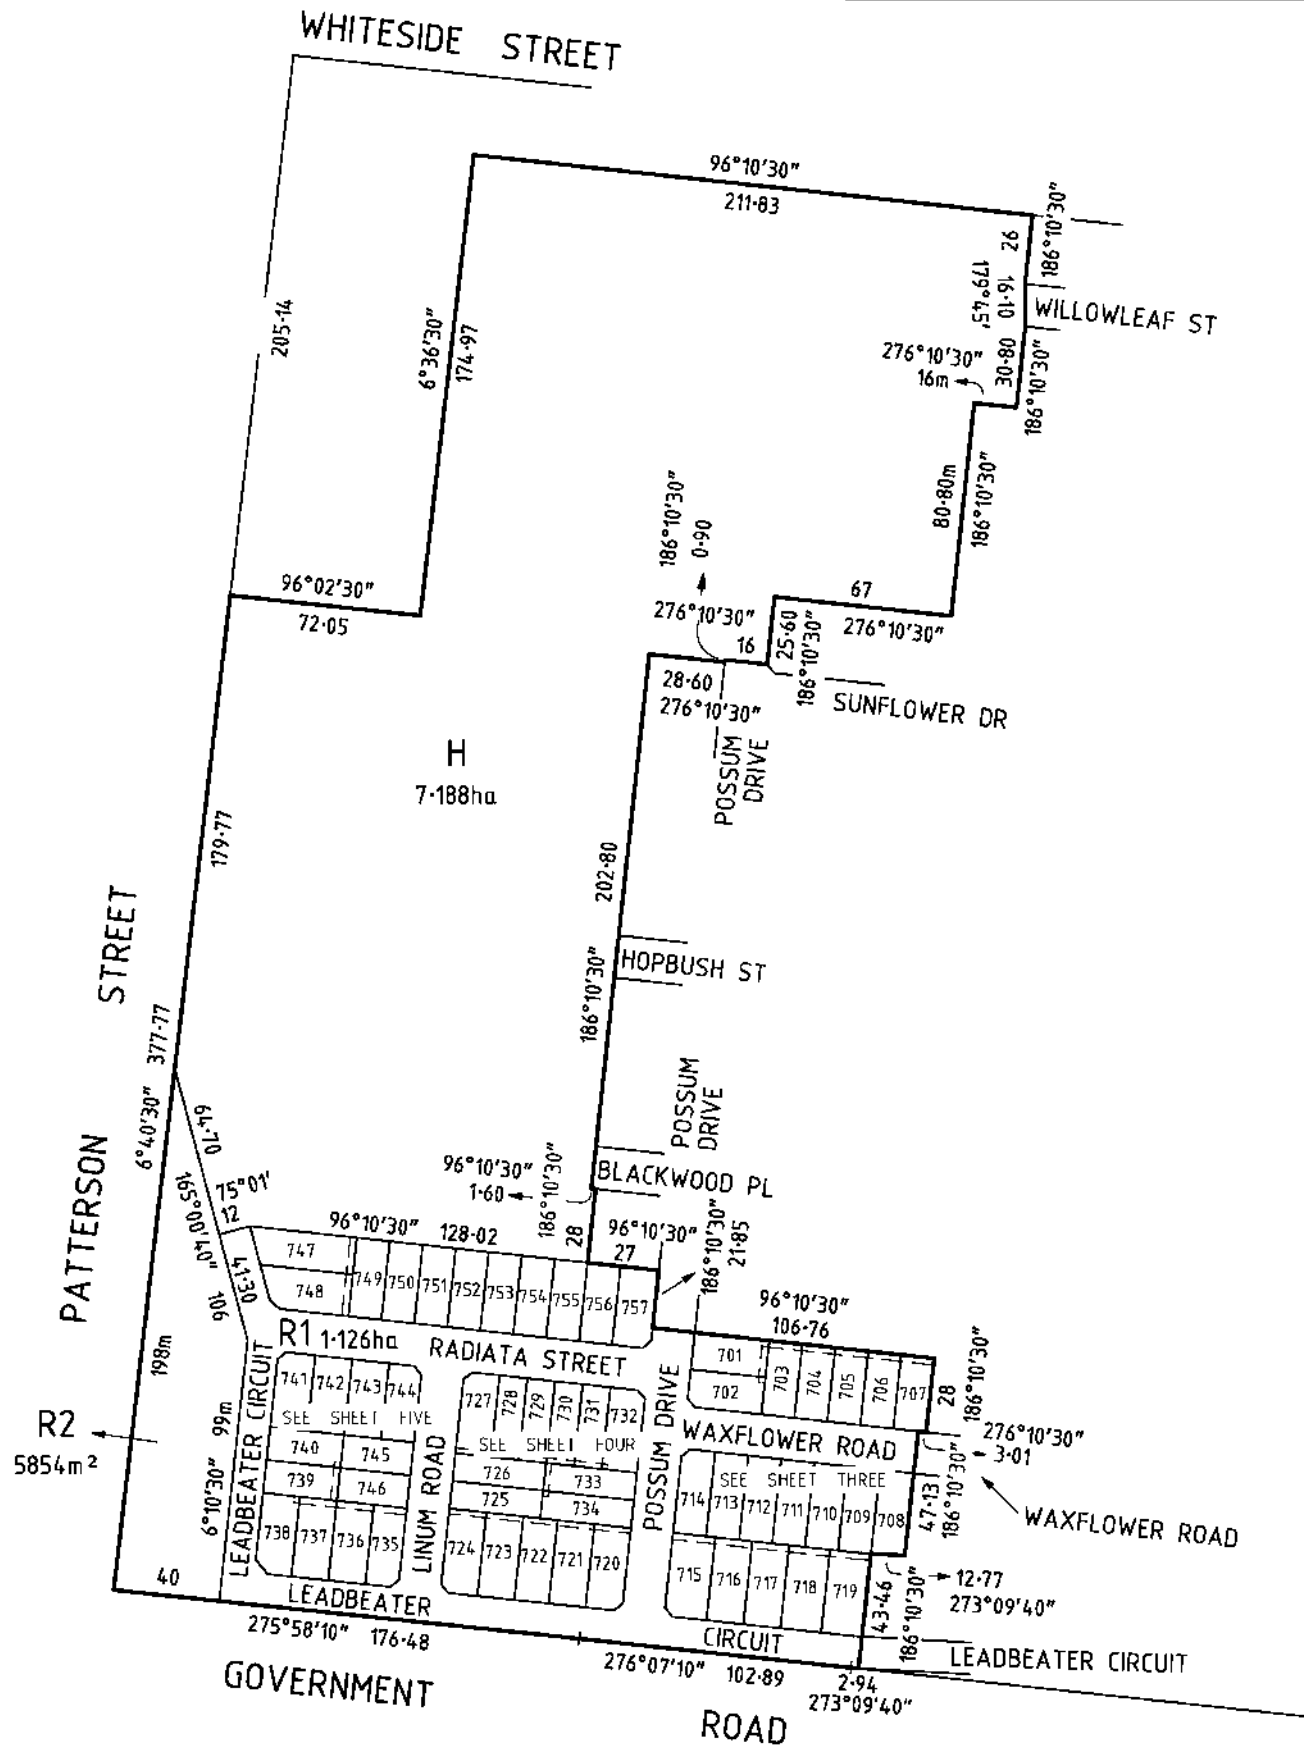 WHITESIDE STREET
96°10'30"
211·83
26
186°10'30"
16·10
179°45'
WILLOWLEAF ST
30·80
186°10'30"
276°10'30"
16m
205·14
6°36'30"
174·97
80·80m
186°10'30"
186°10'30"
0·90
276°10'30"
16
67
276°10'30"
25·60
186°10'30"
SUNFLOWER DR
96°02'30"
72·05
28·60
276°10'30"
POSSUM
DRIVE
H
7·188ha
179·77
202·80
186°10'30"
HOPBUSH ST
PATTERSON STREET
377·77
6°40'30"
POSSUM
DRIVE
64·70
165°00'40"
106
75°01'
12
41·30
96°10'30"
1·60
186°10'30"
28
BLACKWOOD PL
96°10'30"
27
186°10'30"
21·85
96°10'30" 128·02
747
748
749 750 751 752 753 754 755 756 757
96°10'30"
106·76
R1 1·126ha
RADIATA STREET
701
702
703 704 705 706 707
28
186°10'30"
198m
R2
5854m²
LEADBEATER CIRCUIT
99m
6°10'30"
741 742 743 744
SEE SHEET FIVE
740 745
739 746
738 737 736 735
LINUM ROAD
727 728 729 730 731 732
SEE SHEET FOUR
726 733
725 734
724 723 722 721 720
POSSUM DRIVE
WAXFLOWER ROAD
276°10'30"
3·01
SEE SHEET THREE
714 713 712 711 710 709 708
47·13
186°10'30"
WAXFLOWER ROAD
715 716 717 718 719
12·77
273°09'40"
43·46
186°10'30"
40
LEADBEATER
CIRCUIT
LEADBEATER CIRCUIT
275°58'10" 176·48
276°07'10" 102·89
2·94
273°09'40"
GOVERNMENT
ROAD